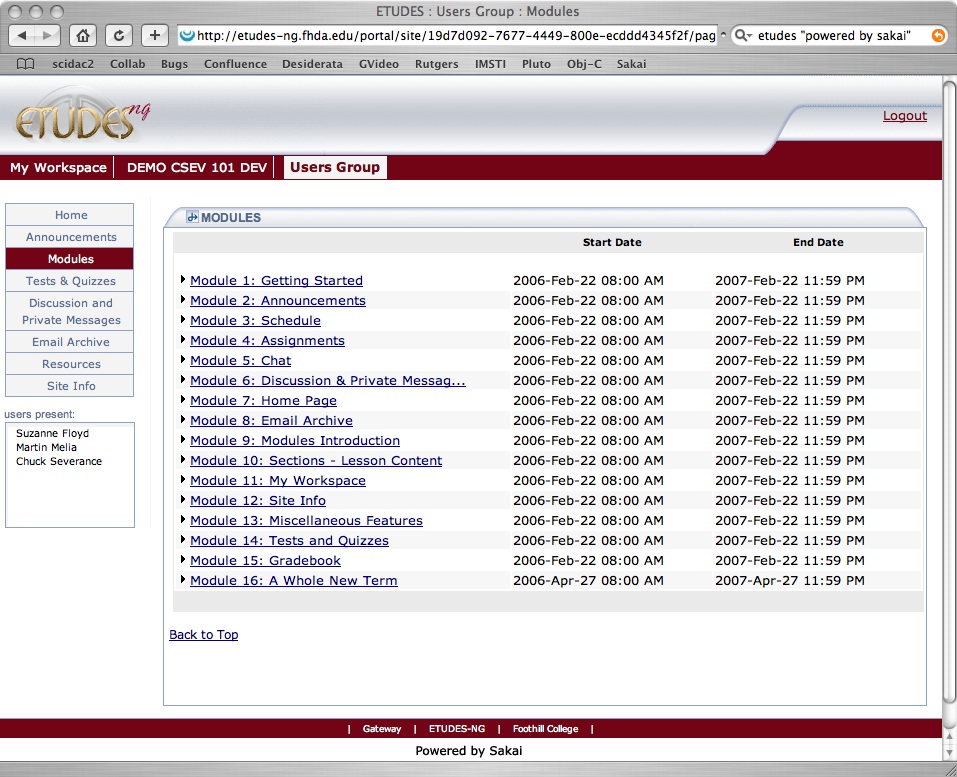 ETUDES : Users Group : Modules
http://etudes-ng.fhda.edu/portal/site/19d7d092-7677-4449-800e-ecddd4345f2f/pag
etudes "powered by sakai"
scidac2 Collab Bugs Confluence Desiderata GVideo Rutgers IMSTI Pluto Obj-C Sakai
ETUDES ng
Logout
My Workspace DEMO CSEV 101 DEV Users Group
Home
Announcements
Modules
Tests & Quizzes
Discussion and
Private Messages
Email Archive
Resources
Site Info
users present:
Suzanne Floyd
Martin Melia
Chuck Severance
MODULES
Start Date End Date
Module 1: Getting Started 2006-Feb-22 08:00 AM 2007-Feb-22 11:59 PM
Module 2: Announcements 2006-Feb-22 08:00 AM 2007-Feb-22 11:59 PM
Module 3: Schedule 2006-Feb-22 08:00 AM 2007-Feb-22 11:59 PM
Module 4: Assignments 2006-Feb-22 08:00 AM 2007-Feb-22 11:59 PM
Module 5: Chat 2006-Feb-22 08:00 AM 2007-Feb-22 11:59 PM
Module 6: Discussion & Private Messag... 2006-Feb-22 08:00 AM 2007-Feb-22 11:59 PM
Module 7: Home Page 2006-Feb-22 08:00 AM 2007-Feb-22 11:59 PM
Module 8: Email Archive 2006-Feb-22 08:00 AM 2007-Feb-22 11:59 PM
Module 9: Modules Introduction 2006-Feb-22 08:00 AM 2007-Feb-22 11:59 PM
Module 10: Sections - Lesson Content 2006-Feb-22 08:00 AM 2007-Feb-22 11:59 PM
Module 11: My Workspace 2006-Feb-22 08:00 AM 2007-Feb-22 11:59 PM
Module 12: Site Info 2006-Feb-22 08:00 AM 2007-Feb-22 11:59 PM
Module 13: Miscellaneous Features 2006-Feb-22 08:00 AM 2007-Feb-22 11:59 PM
Module 14: Tests and Quizzes 2006-Feb-22 08:00 AM 2007-Feb-22 11:59 PM
Module 15: Gradebook 2006-Feb-22 08:00 AM 2007-Feb-22 11:59 PM
Module 16: A Whole New Term 2006-Apr-27 08:00 AM 2007-Apr-27 11:59 PM
Back to Top
| Gateway | ETUDES-NG | Foothill College |
Powered by Sakai